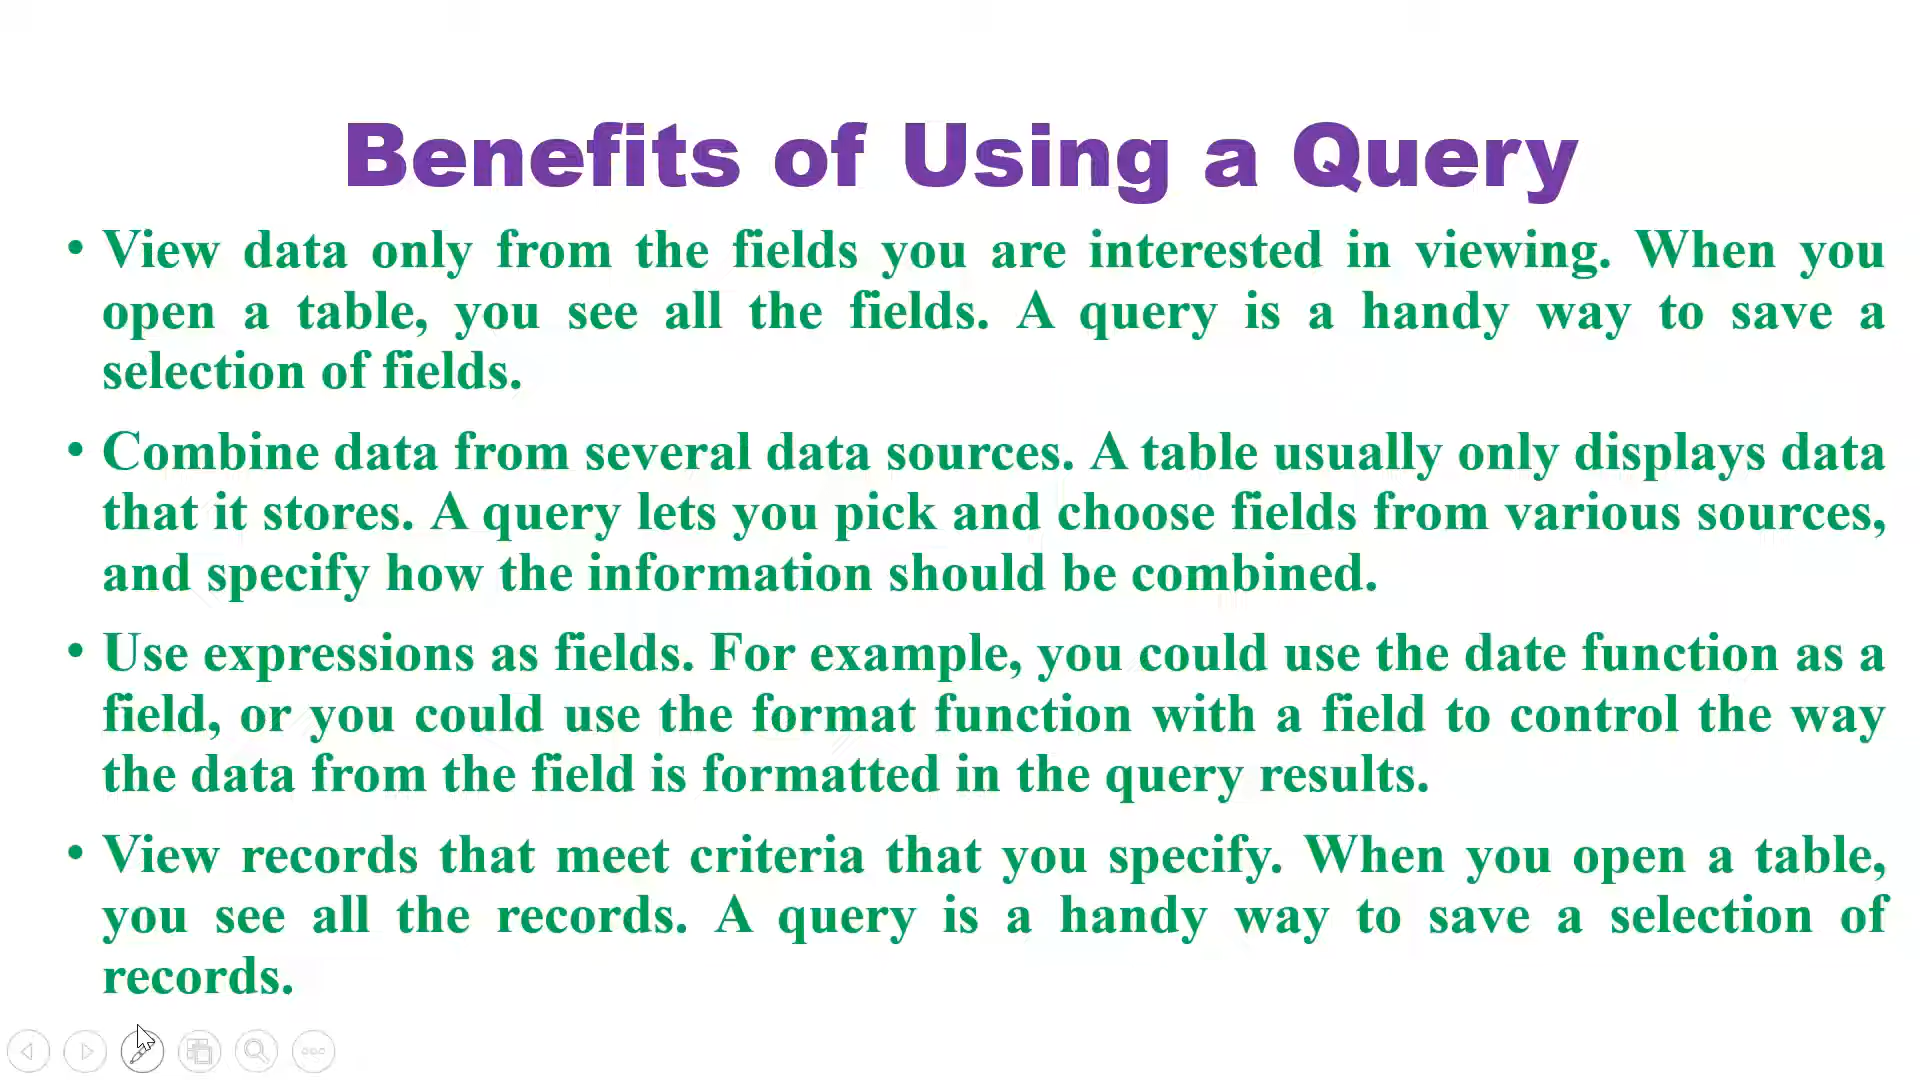 Benefits of Using a Query
• View data only from the fields you are interested in viewing. When you
open a table, you see all the fields. A query is a handy way to save a
selection of fields.
• Combine data from several data sources. A table usually only displays data
that it stores. A query lets you pick and choose fields from various sources,
and specify how the information should be combined.
• Use expressions as fields. For example, you could use the date function as a
field, or you could use the format function with a field to control the way
the data from the field is formatted in the query results.
• View records that meet criteria that you specify. When you open a table,
you see all the records. A query is a handy way to save a selection of
records.